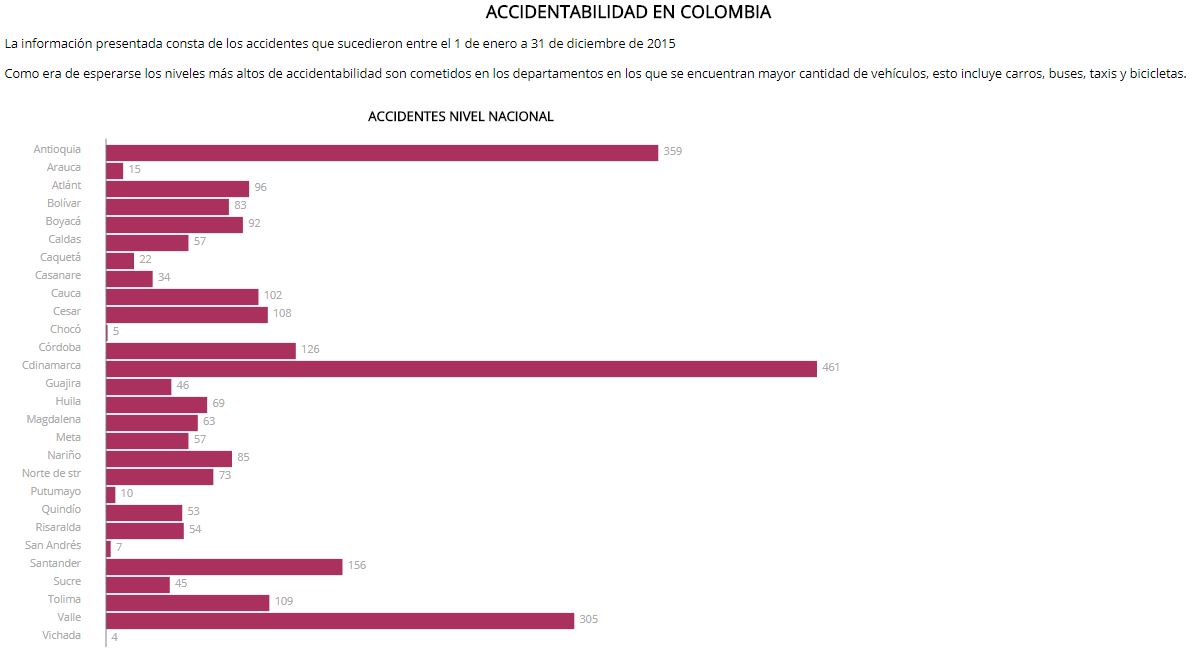 ACCIDENTABILIDAD EN COLOMBIA
La información presentada consta de los accidentes que sucedieron entre el 1 de enero a 31 de diciembre de 2015
Como era de esperarse los niveles más altos de accidentabilidad son cometidos en los departamentos en los que se encuentran mayor cantidad de vehículos, esto incluye carros, buses, taxis y bicicletas.
ACCIDENTES NIVEL NACIONAL
Antioquia 359
Arauca 15
Atlánt 96
Bolívar 83
Boyacá 92
Caldas 57
Caquetá 22
Casanare 34
Cauca 102
Cesar 108
Chocó 5
Córdoba 126
Cdinamarca 461
Guajira 46
Huila 69
Magdalena 63
Meta 57
Nariño 85
Norte de str 73
Putumayo 10
Quindío 53
Risaralda 54
San Andrés 7
Santander 156
Sucre 45
Tolima 109
Valle 305
Vichada 4